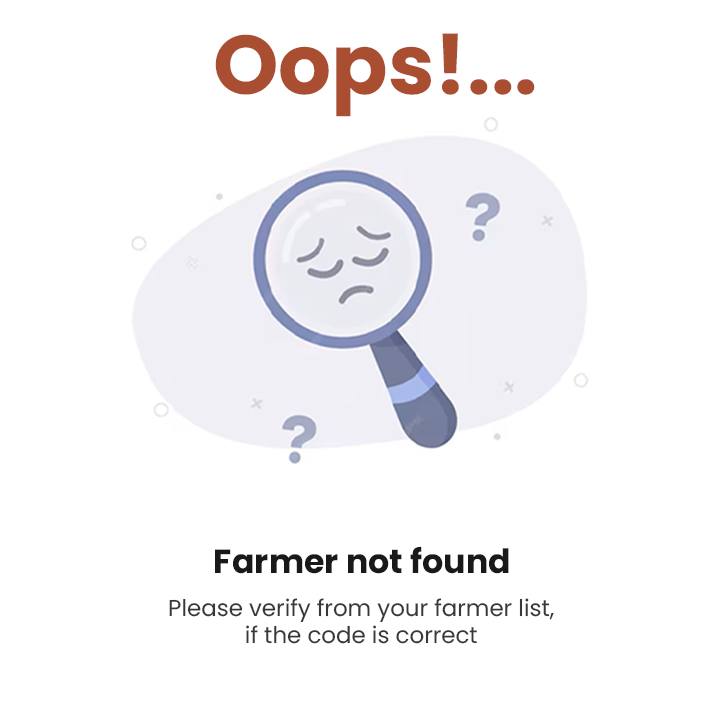 Oops!...
?
?
Farmer not found
Please verify from your farmer list,
if the code is correct